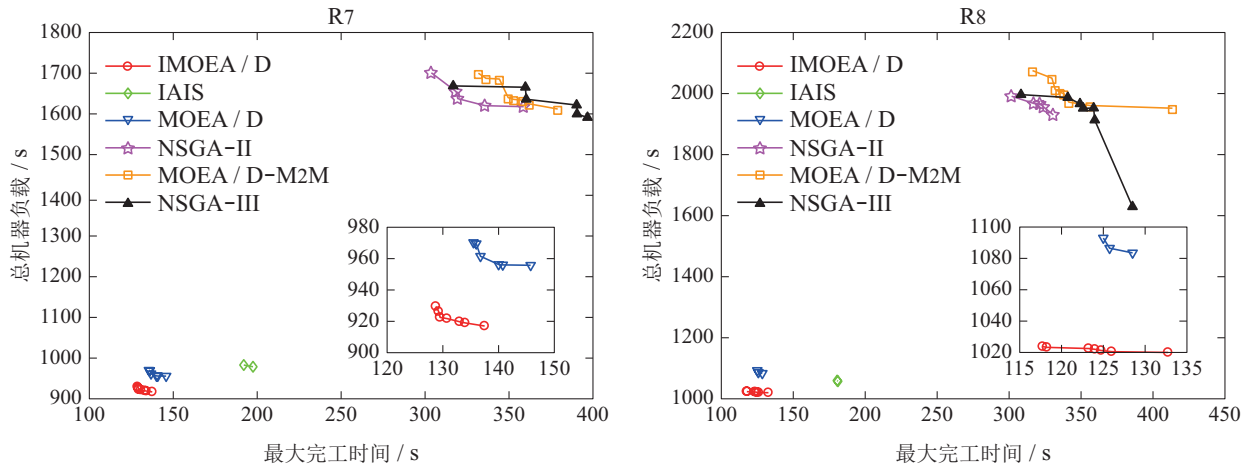 R7
1800
1700
1600
1500
1400
1300
1200
1100
1000
900
总机器负载 / s
IMOEA / D
IAIS
MOEA / D
NSGA-II
MOEA / D-M2M
NSGA-III
980
960
940
920
900
120 130 140 150
100 150 200 250 300 350 400
最大完工时间 / s
R8
2200
2000
1800
1600
1400
1200
1000
总机器负载 / s
IMOEA / D
IAIS
MOEA / D
NSGA-II
MOEA / D-M2M
NSGA-III
1100
1080
1060
1040
1020
115 120 125 130 135
100 150 200 250 300 350 400 450
最大完工时间 / s